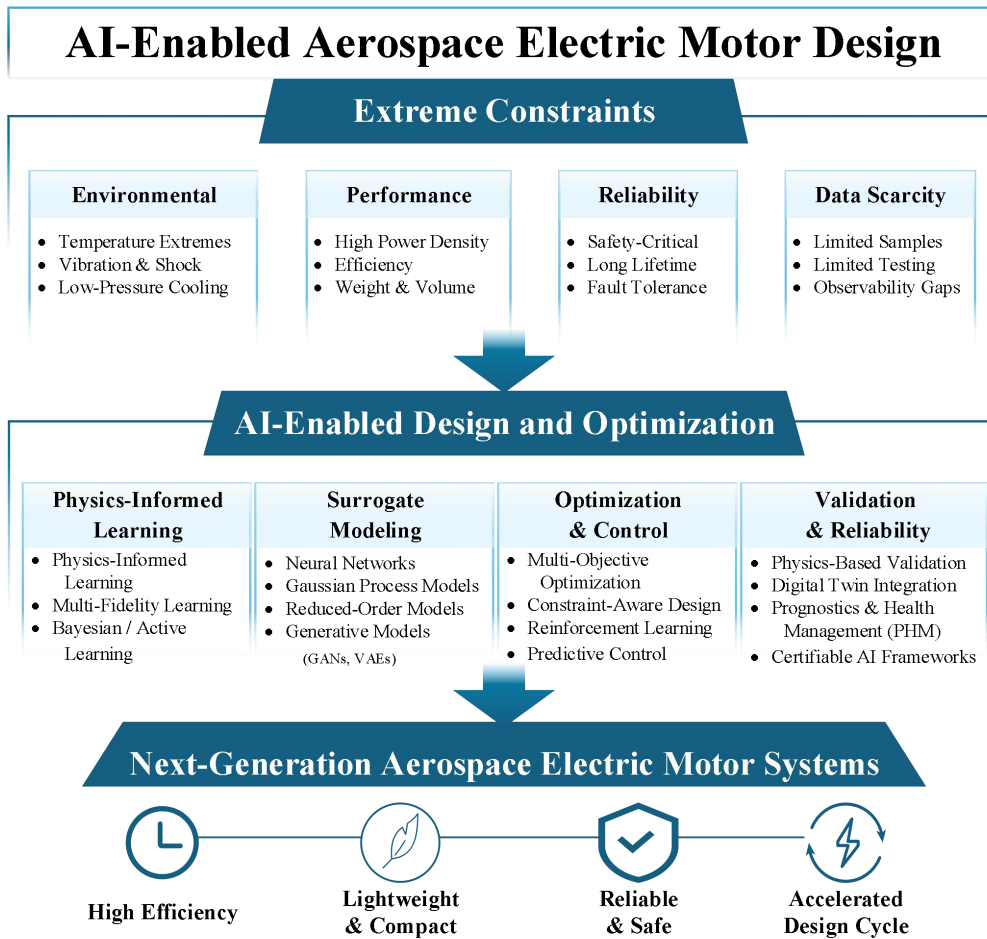 AI-Enabled Aerospace Electric Motor Design
Extreme Constraints
Environmental
• Temperature Extremes
• Vibration & Shock
• Low-Pressure Cooling
Performance
• High Power Density
• Efficiency
• Weight & Volume
Reliability
• Safety-Critical
• Long Lifetime
• Fault Tolerance
Data Scarcity
• Limited Samples
• Limited Testing
• Observability Gaps
AI-Enabled Design and Optimization
Physics-Informed
Learning
• Physics-Informed
Learning
• Multi-Fidelity Learning
• Bayesian / Active
Learning
Surrogate
Modeling
• Neural Networks
• Gaussian Process Models
• Reduced-Order Models
• Generative Models
(GANs, VAEs)
Optimization
& Control
• Multi-Objective
Optimization
• Constraint-Aware Design
• Reinforcement Learning
• Predictive Control
Validation
& Reliability
• Physics-Based Validation
• Digital Twin Integration
• Prognostics & Health
Management (PHM)
• Certifiable AI Frameworks
Next-Generation Aerospace Electric Motor Systems
High Efficiency
Lightweight
& Compact
Reliable
& Safe
Accelerated
Design Cycle